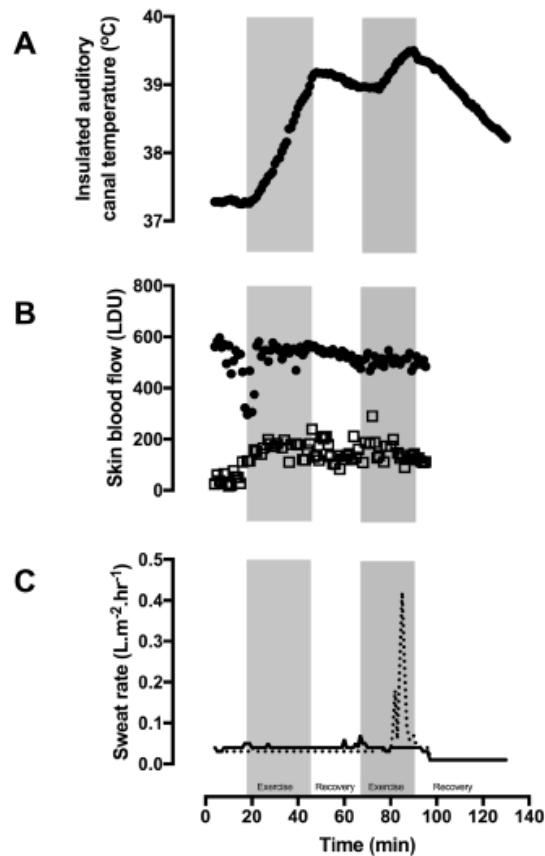 A
Insulated auditory
canal temperature (°C)
40
39
38
37
B
Skin blood flow (LDU)
800
600
400
200
0
C
Sweat rate (L.m-2.hr-1)
0.5
0.4
0.3
0.2
0.1
0.0
Exercise Recovery Exercise Recovery
0 20 40 60 80 100 120 140
Time (min)